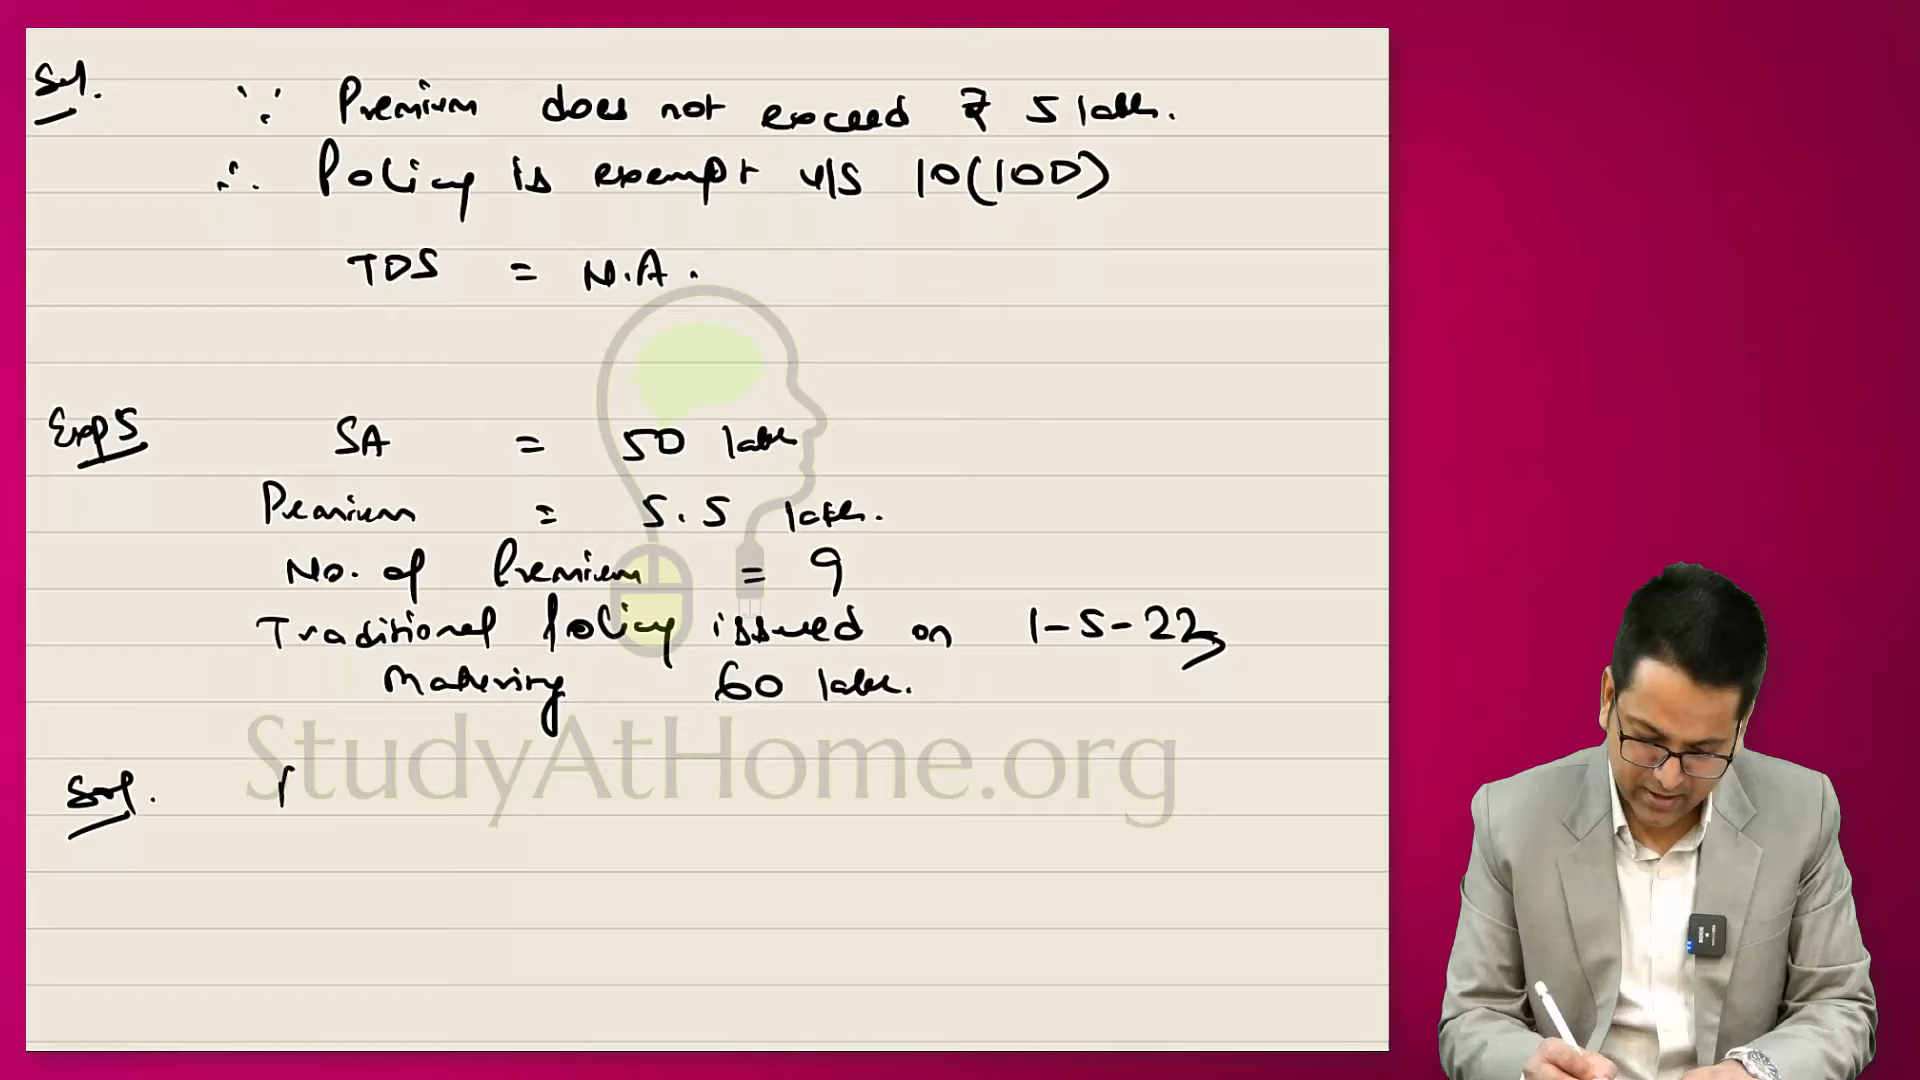 Sol.
∵ Premium does not exceed ₹ 5 lakh.
∴ Policy is exempt u/s 10(10D)
TDS = N.A.
Exp 5 SA = 50 lakh
Premium = 5.5 lakh.
No. of Premium = 9
Traditional Policy issued on 1-5-22,
Maturity 60 lakh.
StudyAtHome.org
Sol.